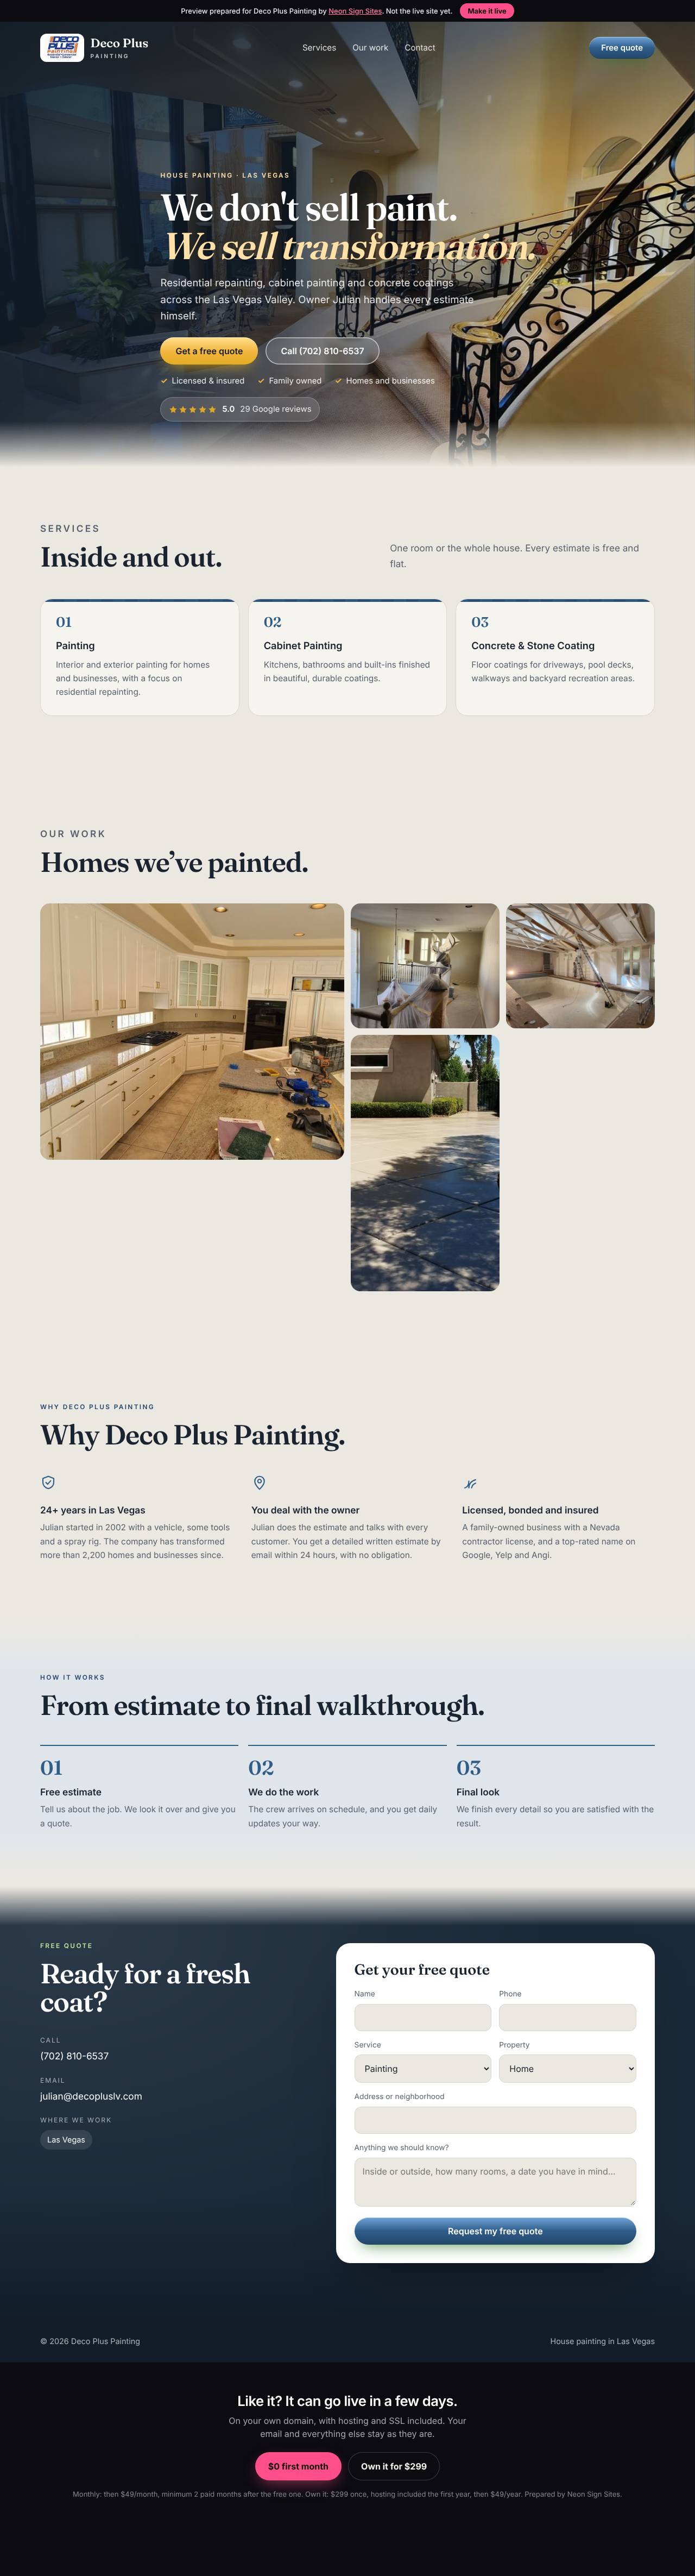 Preview prepared for Deco Plus Painting by Neon Sign Sites. Not the live site yet.
Make it live
DECO
PLUS
Painting
Deco Plus
PAINTING
Services
Our work
Contact
Free quote
HOUSE PAINTING · LAS VEGAS
We don't sell paint.
We sell transformation.
Residential repainting, cabinet painting and concrete coatings
across the Las Vegas Valley. Owner Julian handles every estimate
himself.
Get a free quote
Call (702) 810-6537
✓ Licensed & insured
✓ Family owned
✓ Homes and businesses
★★★★★ 5.0 29 Google reviews
SERVICES
Inside and out.
One room or the whole house. Every estimate is free and
flat.
01
Painting
Interior and exterior painting for homes
and businesses, with a focus on
residential repainting.
02
Cabinet Painting
Kitchens, bathrooms and built-ins finished
in beautiful, durable coatings.
03
Concrete & Stone Coating
Floor coatings for driveways, pool decks,
walkways and backyard recreation areas.
OUR WORK
Homes we’ve painted.
WHY DECO PLUS PAINTING
Why Deco Plus Painting.
24+ years in Las Vegas
Julian started in 2002 with a vehicle, some tools
and a spray rig. The company has transformed
more than 2,200 homes and businesses since.
You deal with the owner
Julian does the estimate and talks with every
customer. You get a detailed written estimate by
email within 24 hours, with no obligation.
Licensed, bonded and insured
A family-owned business with a Nevada
contractor license, and a top-rated name on
Google, Yelp and Angi.
HOW IT WORKS
From estimate to final walkthrough.
01
Free estimate
Tell us about the job. We look it over and give you
a quote.
02
We do the work
The crew arrives on schedule, and you get daily
updates your way.
03
Final look
We finish every detail so you are satisfied with the
result.
FREE QUOTE
Ready for a fresh
coat?
CALL
(702) 810-6537
EMAIL
julian@decopluslv.com
WHERE WE WORK
Las Vegas
Get your free quote
Name
Phone
Service
Property
Painting
Home
Address or neighborhood
Anything we should know?
Inside or outside, how many rooms, a date you have in mind...
Request my free quote
© 2026 Deco Plus Painting
House painting in Las Vegas
Like it? It can go live in a few days.
On your own domain, with hosting and SSL included. Your
email and everything else stay as they are.
$0 first month
Own it for $299
Monthly: then $49/month, minimum 2 paid months after the free one. Own it: $299 once, hosting included the first year, then $49/year. Prepared by Neon Sign Sites.